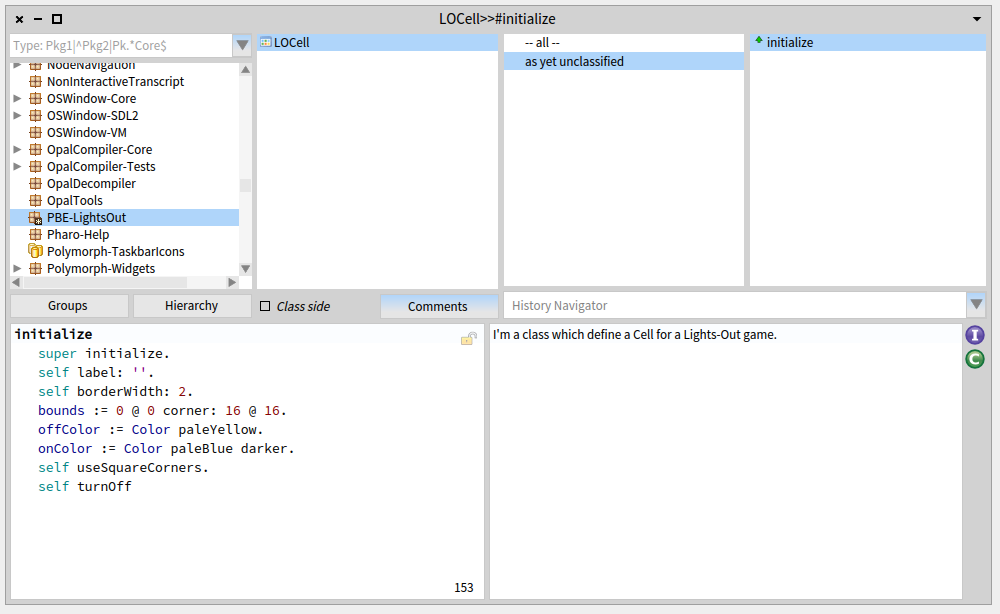 LOCell>>#initialize
Type: Pkg1|^Pkg2|Pk.*Core$
NodeNavigation
NonInteractiveTranscript
OSWindow-Core
OSWindow-SDL2
OSWindow-VM
OpalCompiler-Core
OpalCompiler-Tests
OpalDecompiler
OpalTools
PBE-LightsOut
Pharo-Help
Polymorph-TaskbarIcons
Polymorph-Widgets
LOCell
-- all --
as yet unclassified
initialize
Groups
Hierarchy
Class side
Comments
History Navigator
initialize
super initialize.
self label: ''.
self borderWidth: 2.
bounds := 0 @ 0 corner: 16 @ 16.
offColor := Color paleYellow.
onColor := Color paleBlue darker.
self useSquareCorners.
self turnOff
153
I'm a class which define a Cell for a Lights-Out game.
I
C